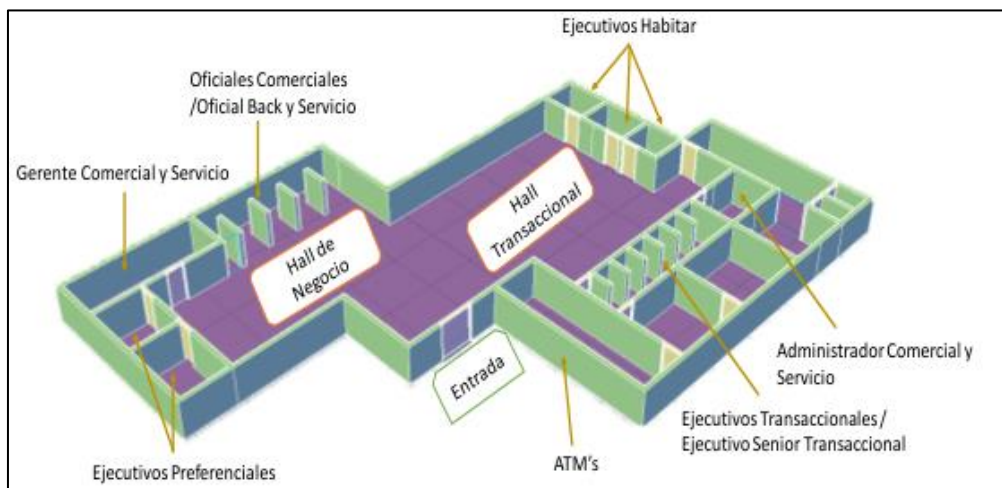 Ejecutivos Habitar
Oficiales Comerciales
/Oficial Back y Servicio
Gerente Comercial y Servicio
Hall
Transaccional
Hall de
Negocio
Entrada
Administrador Comercial y
Servicio
Ejecutivos Transaccionales /
Ejecutivo Senior Transaccional
ATM's
Ejecutivos Preferenciales